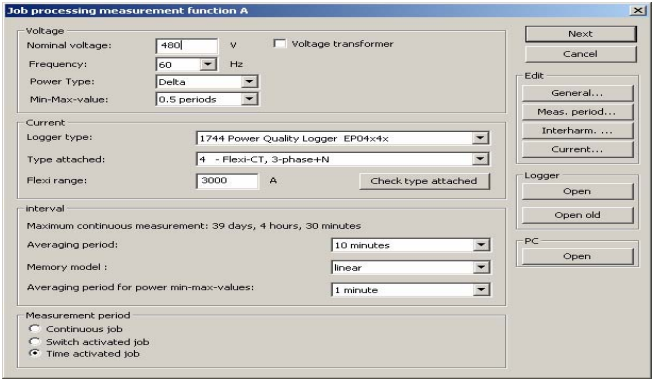 Job processing measurement function A
Voltage
Nominal voltage: 480 V Voltage transformer
Frequency: 60 Hz
Power Type: Delta
Min-Max-value: 0.5 periods
Current
Logger type: 1744 Power Quality Logger EP04x4x
Type attached: 4 - Flexi-CT, 3-phase+N
Flexi range: 3000 A Check type attached
interval
Maximum continuous measurement: 39 days, 4 hours, 30 minutes
Averaging period: 10 minutes
Memory model : linear
Averaging period for power min-max-values: 1 minute
Measurement period
Continuous job
Switch activated job
Time activated job
Next
Cancel
Edit
General...
Meas. period...
Interharm. ...
Current...
Logger
Open
Open old
PC
Open